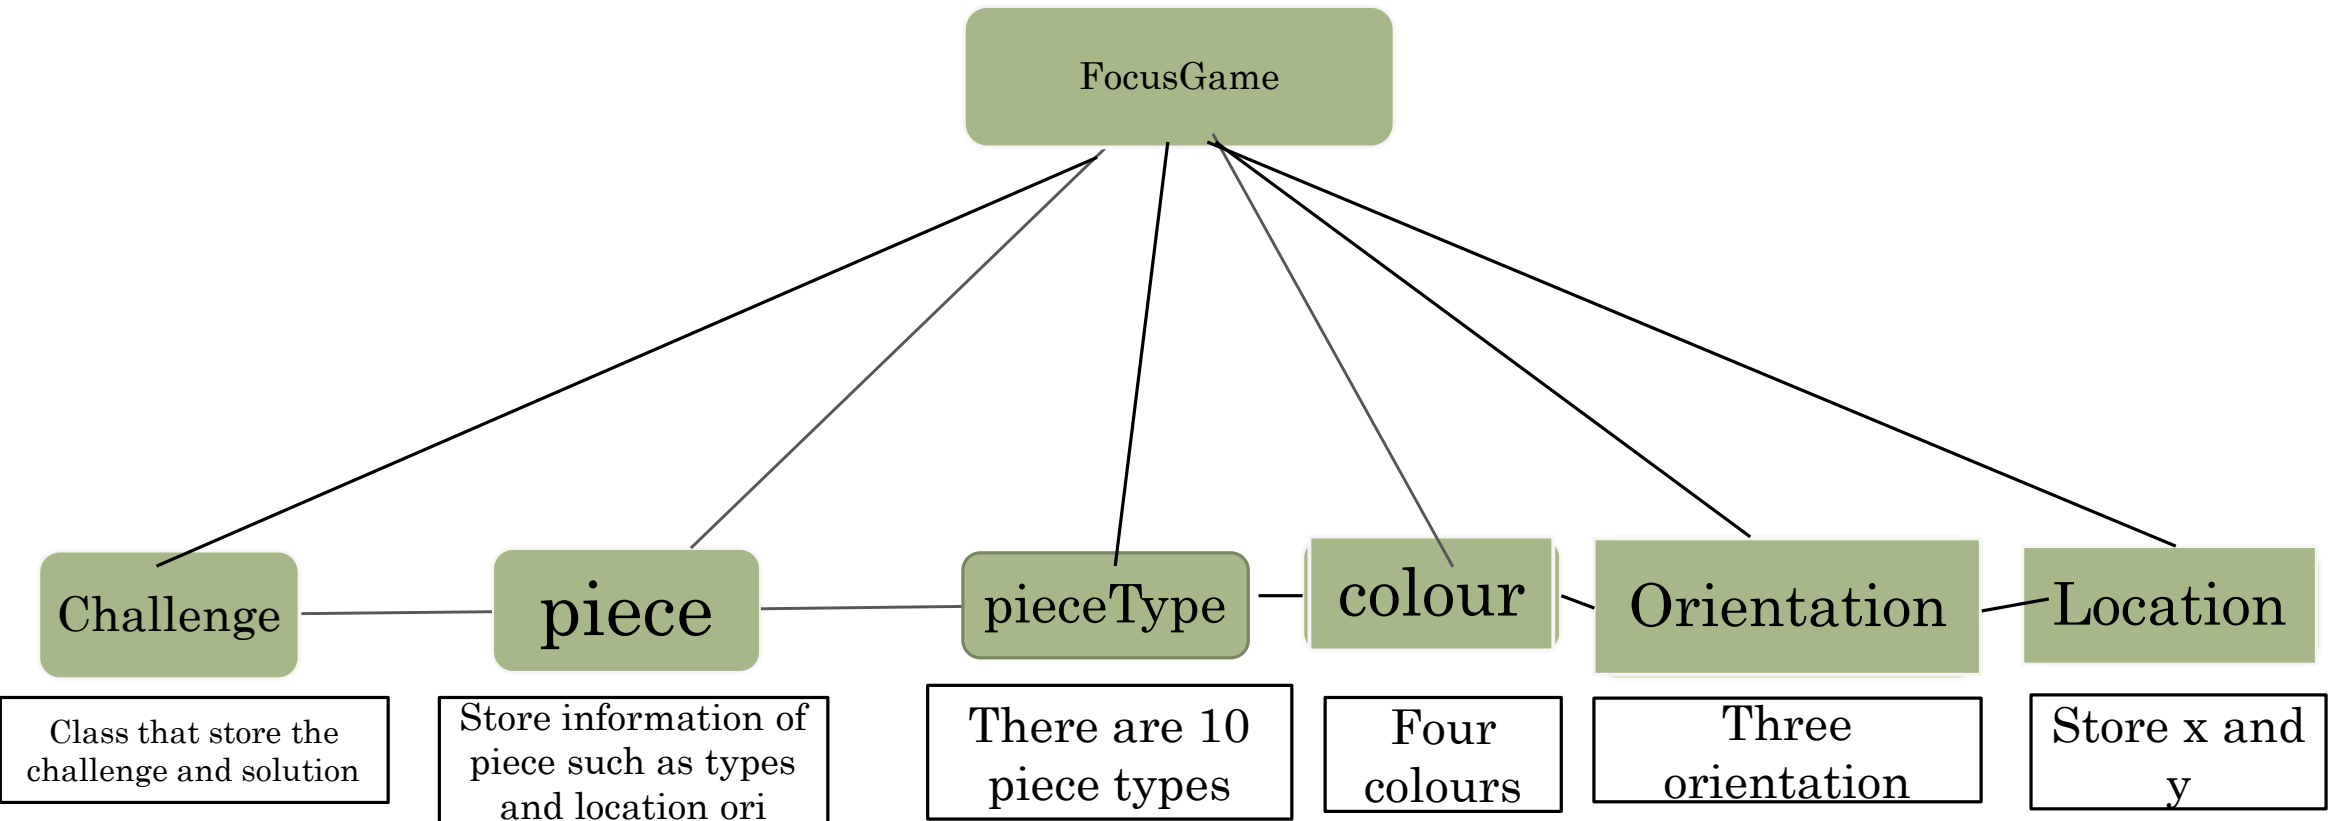 FocusGame
Challenge
piece
pieceType
colour
Orientation
Location
Class that store the
challenge and solution
Store information of
piece such as types
and location ori
There are 10
piece types
Four
colours
Three
orientation
Store x and
y